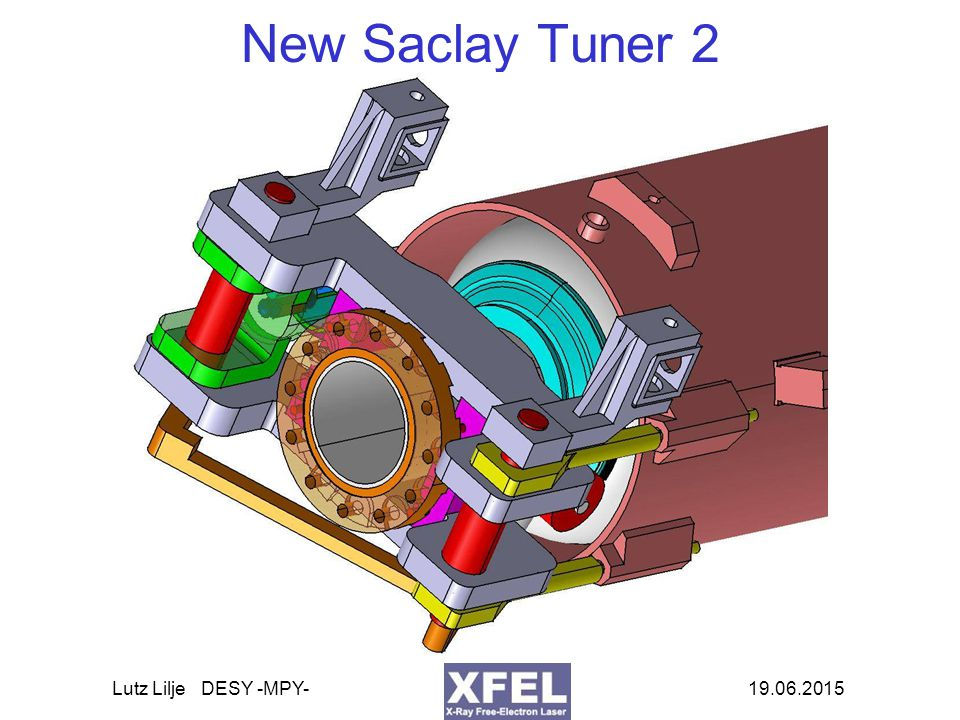 New Saclay Tuner 2
Lutz Lilje DESY -MPY-
XFEL
X-Ray Free-Electron Laser
19.06.2015